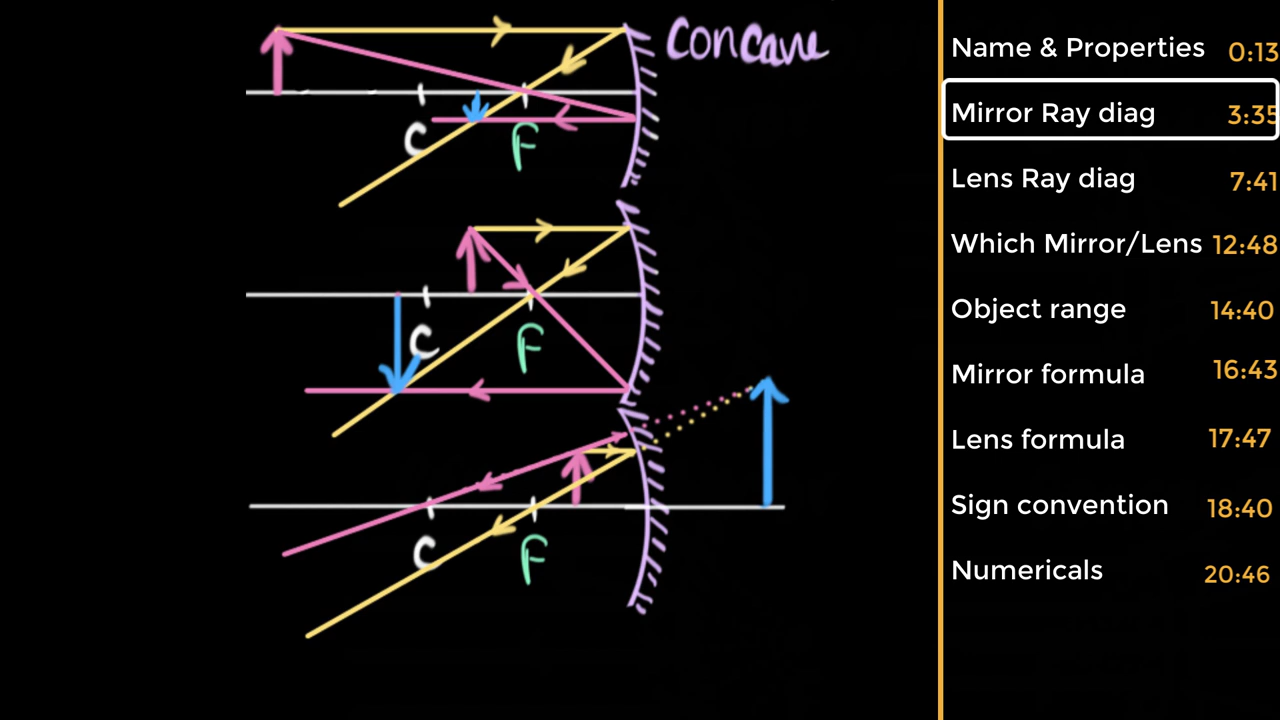 Concave
C
F
C
F
C
F
Name & Properties 0:13
Mirror Ray diag 3:35
Lens Ray diag 7:41
Which Mirror/Lens 12:48
Object range 14:40
Mirror formula 16:43
Lens formula 17:47
Sign convention 18:40
Numericals 20:46